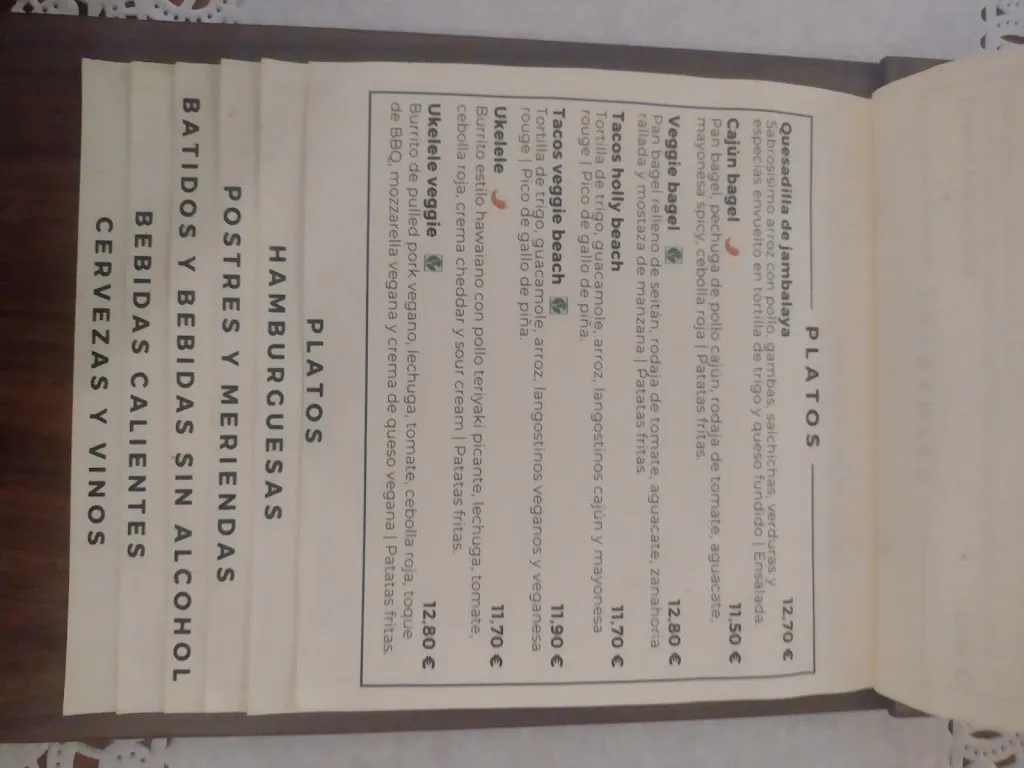 PLATOS
Quesadilla de jambalaya 12,70 €
Sabrosísimo arroz con pollo, gambas, salchichas, verduras y
especias envuelto en tortilla de trigo y queso fundido | Ensalada.
Cajún bagel 11,50 €
Pan bagel, pechuga de pollo cajún, rodaja de tomate, aguacate,
mayonesa spicy, cebolla roja | Patatas fritas.
Veggie bagel 12,80 €
Pan bagel relleno de seitán, rodaja de tomate, aguacate, zanahoria
rallada y mostaza de manzana | Patatas fritas.
Tacos holly beach 11,70 €
Tortilla de trigo, guacamole, arroz, langostinos cajún y mayonesa
rouge | Pico de gallo de piña.
Tacos veggie beach 11,90 €
Tortilla de trigo, guacamole, arroz, langostinos veganos y veganesa
rouge | Pico de gallo de piña.
Ukelele 11,70 €
Burrito estilo hawaiano con pollo teriyaki picante, lechuga, tomate,
cebolla roja, crema cheddar y sour cream | Patatas fritas.
Ukelele veggie 12,80 €
Burrito de pulled pork vegano, lechuga, tomate, cebolla roja, toque
de BBQ, mozzarella vegana y crema de queso vegana | Patatas fritas.
PLATOS
HAMBURGUESAS
POSTRES Y MERIENDAS
BATIDOS Y BEBIDAS SIN ALCOHOL
BEBIDAS CALIENTES
CERVEZAS Y VINOS